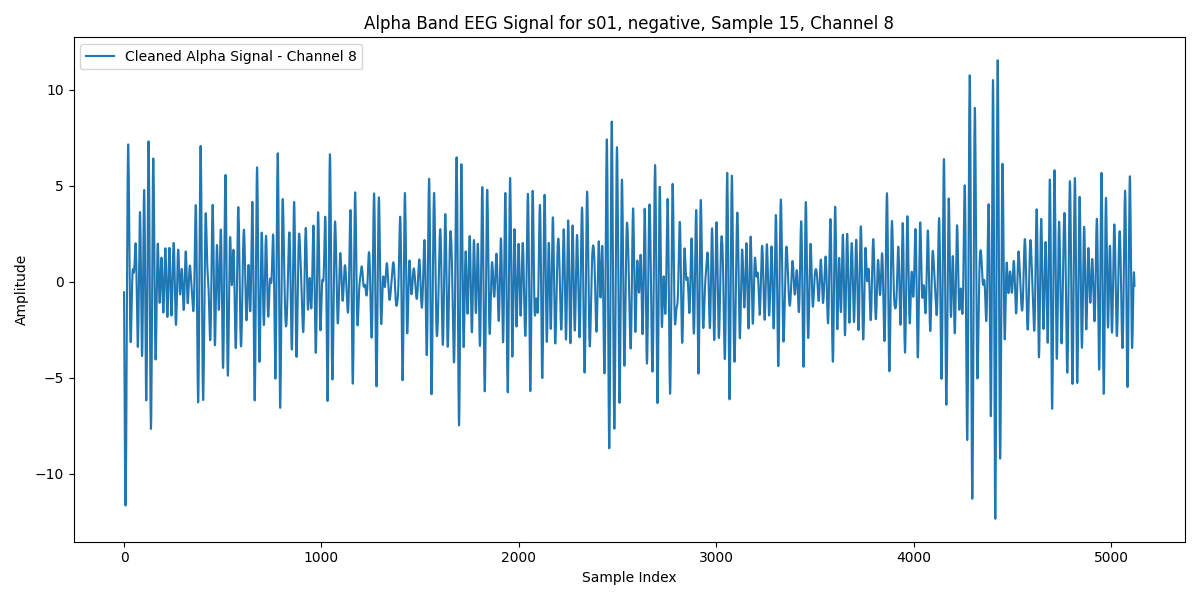 Alpha Band EEG Signal for s01, negative, Sample 15, Channel 8
Cleaned Alpha Signal - Channel 8
Amplitude
10
5
0
−5
−10
0 1000 2000 3000 4000 5000
Sample Index